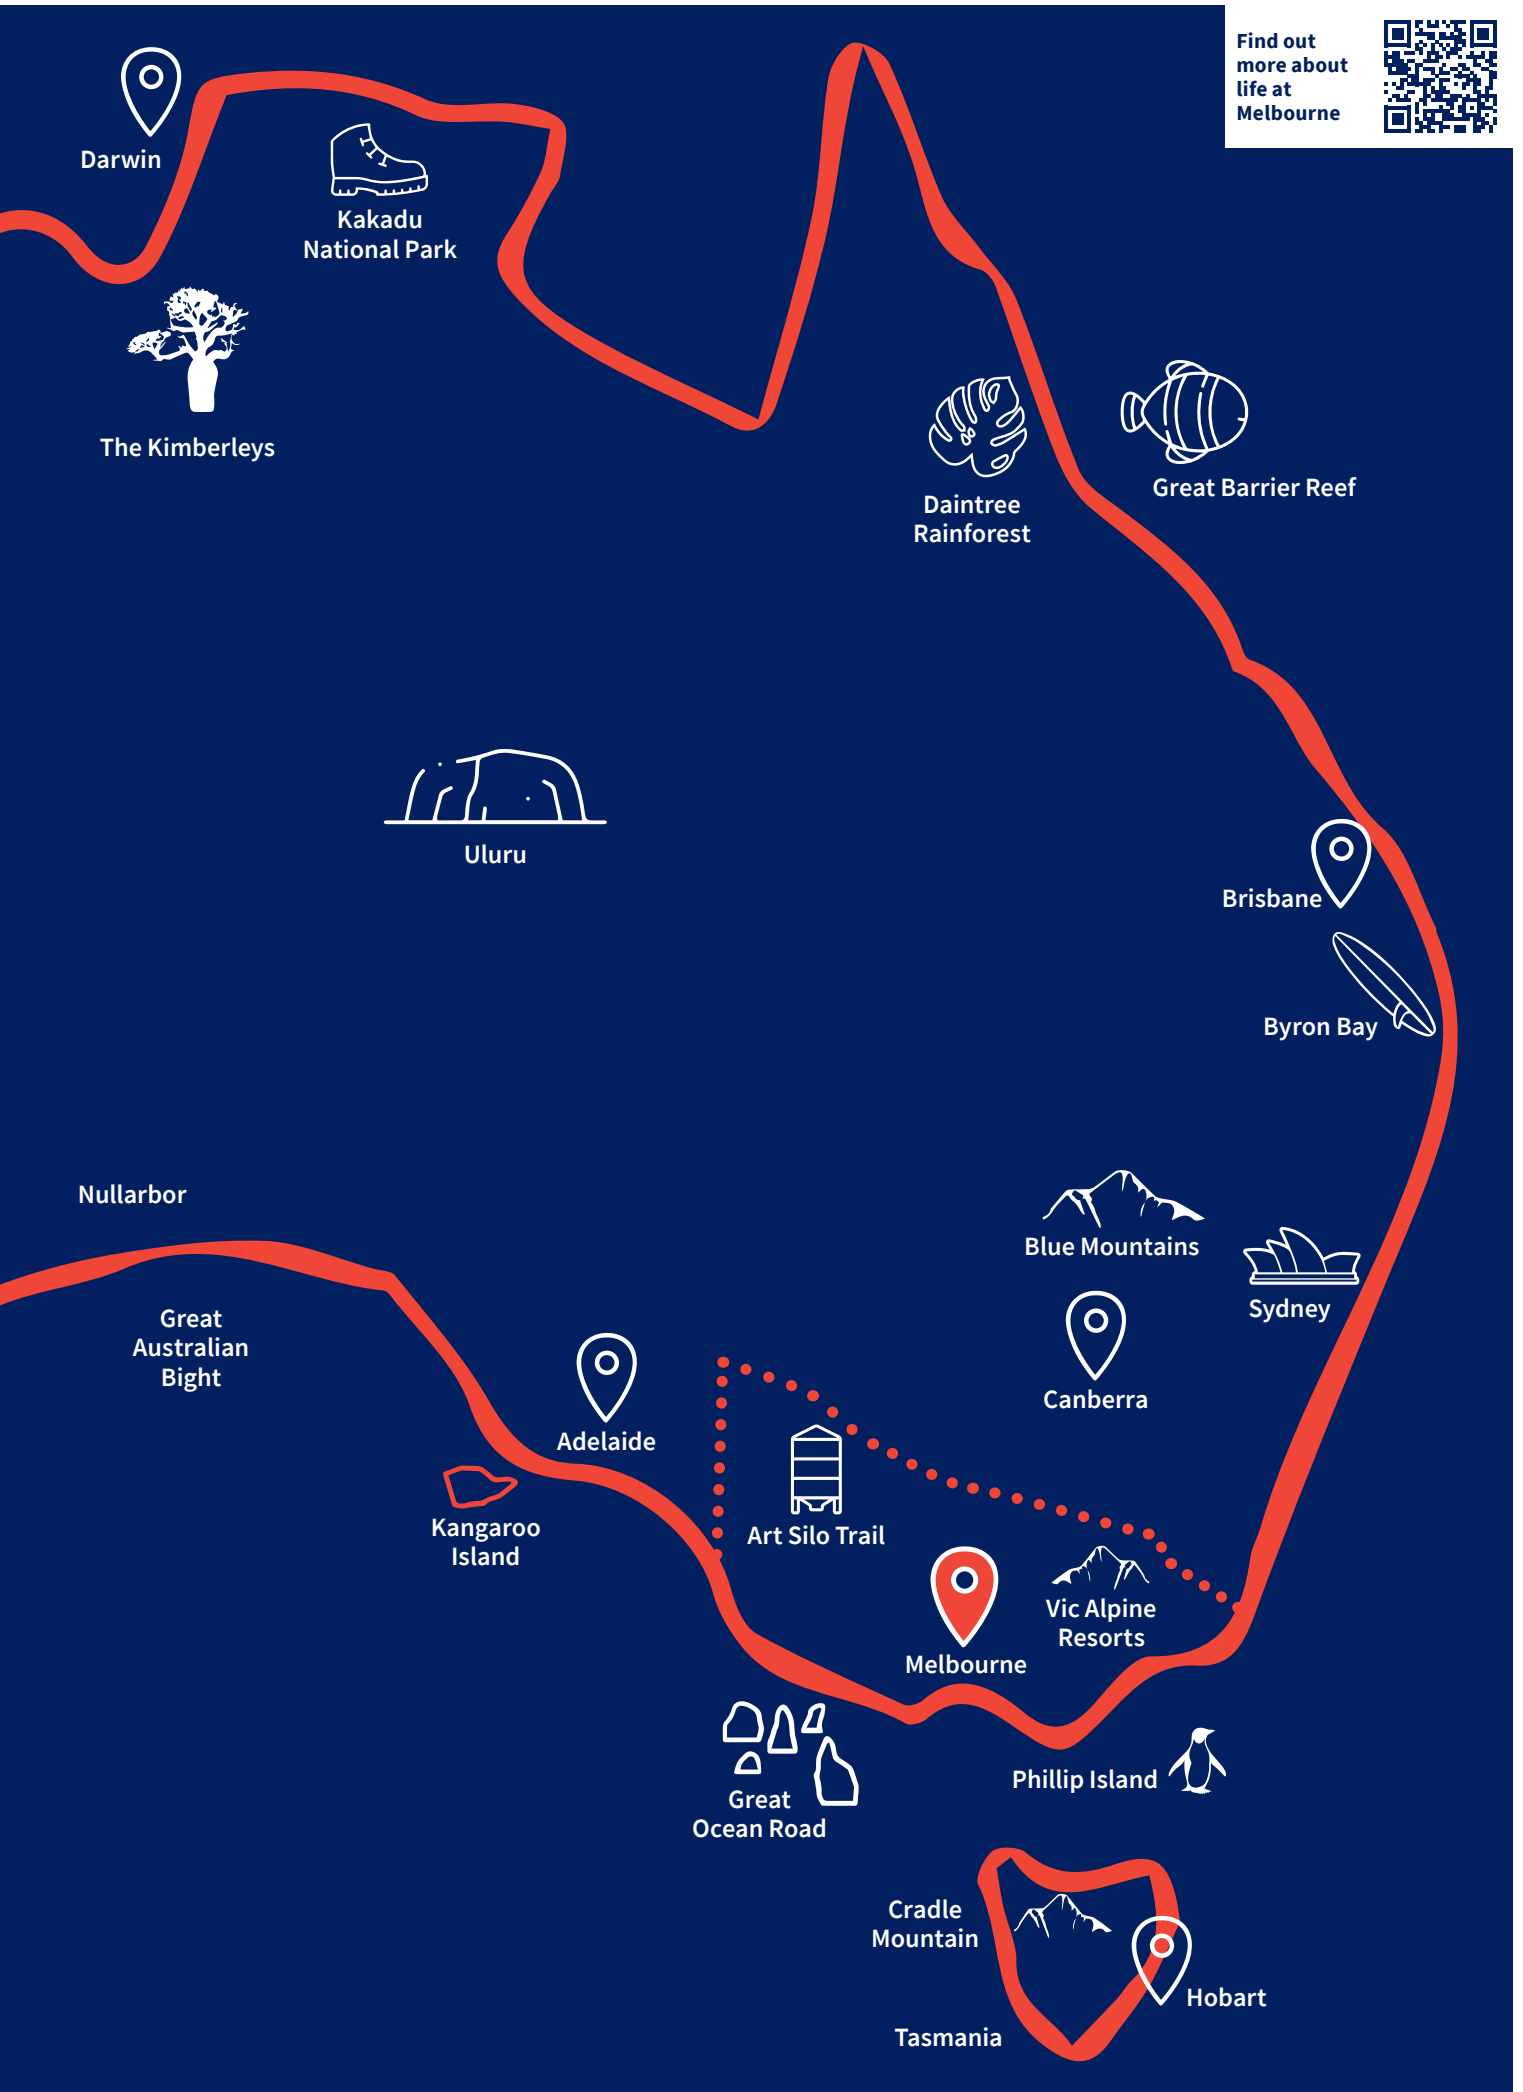 Find out
more about
life at
Melbourne
Darwin
Kakadu
National Park
The Kimberleys
Great Barrier Reef
Daintree
Rainforest
Uluru
Brisbane
Byron Bay
Nullarbor
Blue Mountains
Great
Australian
Bight
Sydney
Canberra
Adelaide
Kangaroo
Island
Art Silo Trail
Vic Alpine
Resorts
Melbourne
Phillip Island
Great
Ocean Road
Cradle
Mountain
Hobart
Tasmania